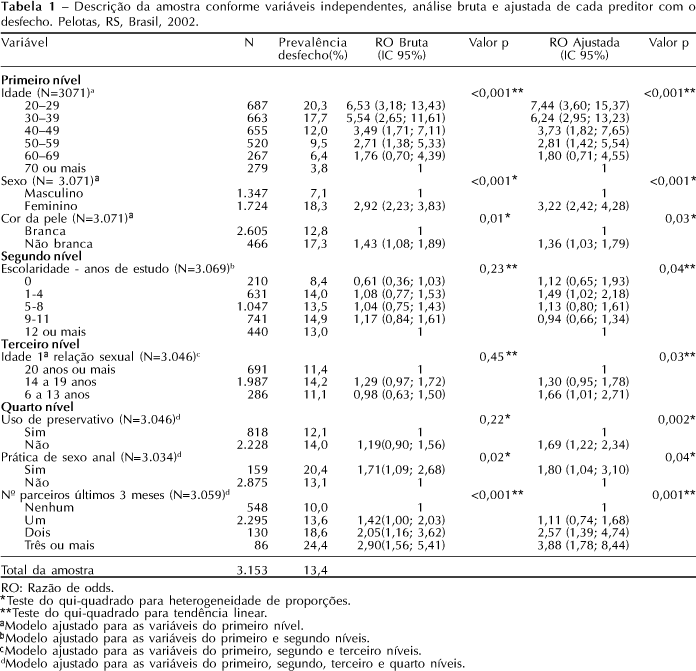 Tabela 1 – Descrição da amostra conforme variáveis independentes, análise bruta e ajustada de cada preditor com o
desfecho. Pelotas, RS, Brasil, 2002.
Variável N Prevalência RO Bruta Valor p RO Ajustada Valor p
desfecho(%) (IC 95%) (IC 95%)
Primeiro nível
Idade (N=3071)ª <0,001** <0,001**
20–29 687 20,3 6,53 (3,18; 13,43) 7,44 (3,60; 15,37)
30–39 663 17,7 5,54 (2,65; 11,61) 6,24 (2,95; 13,23)
40–49 655 12,0 3,49 (1,71; 7,11) 3,73 (1,82; 7,65)
50–59 520 9,5 2,71 (1,38; 5,33) 2,81 (1,42; 5,54)
60–69 267 6,4 1,76 (0,70; 4,39) 1,80 (0,71; 4,55)
70 ou mais 279 3,8 1 1
Sexo (N= 3.071)ª <0,001* <0,001*
Masculino 1.347 7,1 1 1
Feminino 1.724 18,3 2,92 (2,23; 3,83) 3,22 (2,42; 4,28)
Cor da pele (N=3.071)ª 0,01* 0,03*
Branca 2.605 12,8 1 1
Não branca 466 17,3 1,43 (1,08; 1,89) 1,36 (1,03; 1,79)
Segundo nível
Escolaridade - anos de estudo (N=3.069)ᵇ 0,23** 0,04**
0 210 8,4 0,61 (0,36; 1,03) 1,12 (0,65; 1,93)
1-4 631 14,0 1,08 (0,77; 1,53) 1,49 (1,02; 2,18)
5-8 1.047 13,5 1,04 (0,75; 1,43) 1,13 (0,80; 1,61)
9-11 741 14,9 1,17 (0,84; 1,61) 0,94 (0,66; 1,34)
12 ou mais 440 13,0 1 1
Terceiro nível
Idade 1ª relação sexual (N=3.046)ᶜ 0,45** 0,03**
20 anos ou mais 691 11,4 1 1
14 a 19 anos 1.987 14,2 1,29 (0,97; 1,72) 1,30 (0,95; 1,78)
6 a 13 anos 286 11,1 0,98 (0,63; 1,50) 1,66 (1,01; 2,71)
Quarto nível
Uso de preservativo (N=3.046)ᵈ 0,22* 0,002*
Sim 818 12,1 1 1
Não 2.228 14,0 1,19(0,90; 1,56) 1,69 (1,22; 2,34)
Prática de sexo anal (N=3.034)ᵈ 0,02* 0,04*
Sim 159 20,4 1,71(1,09; 2,68) 1,80 (1,04; 3,10)
Não 2.875 13,1 1 1
Nº parceiros últimos 3 meses (N=3.059)ᵈ <0,001** 0,001**
Nenhum 548 10,0 1 1
Um 2.295 13,6 1,42(1,00; 2,03) 1,11 (0,74; 1,68)
Dois 130 18,6 2,05(1,16; 3,62) 2,57 (1,39; 4,74)
Três ou mais 86 24,4 2,90(1,56; 5,41) 3,88 (1,78; 8,44)
Total da amostra 3.153 13,4
RO: Razão de odds.
*Teste do qui-quadrado para heterogeneidade de proporções.
**Teste do qui-quadrado para tendência linear.
ªModelo ajustado para as variáveis do primeiro nível.
ᵇModelo ajustado para as variáveis do primeiro e segundo níveis.
ᶜModelo ajustado para as variáveis do primeiro, segundo e terceiro níveis.
ᵈModelo ajustado para as variáveis do primeiro, segundo, terceiro e quarto níveis.